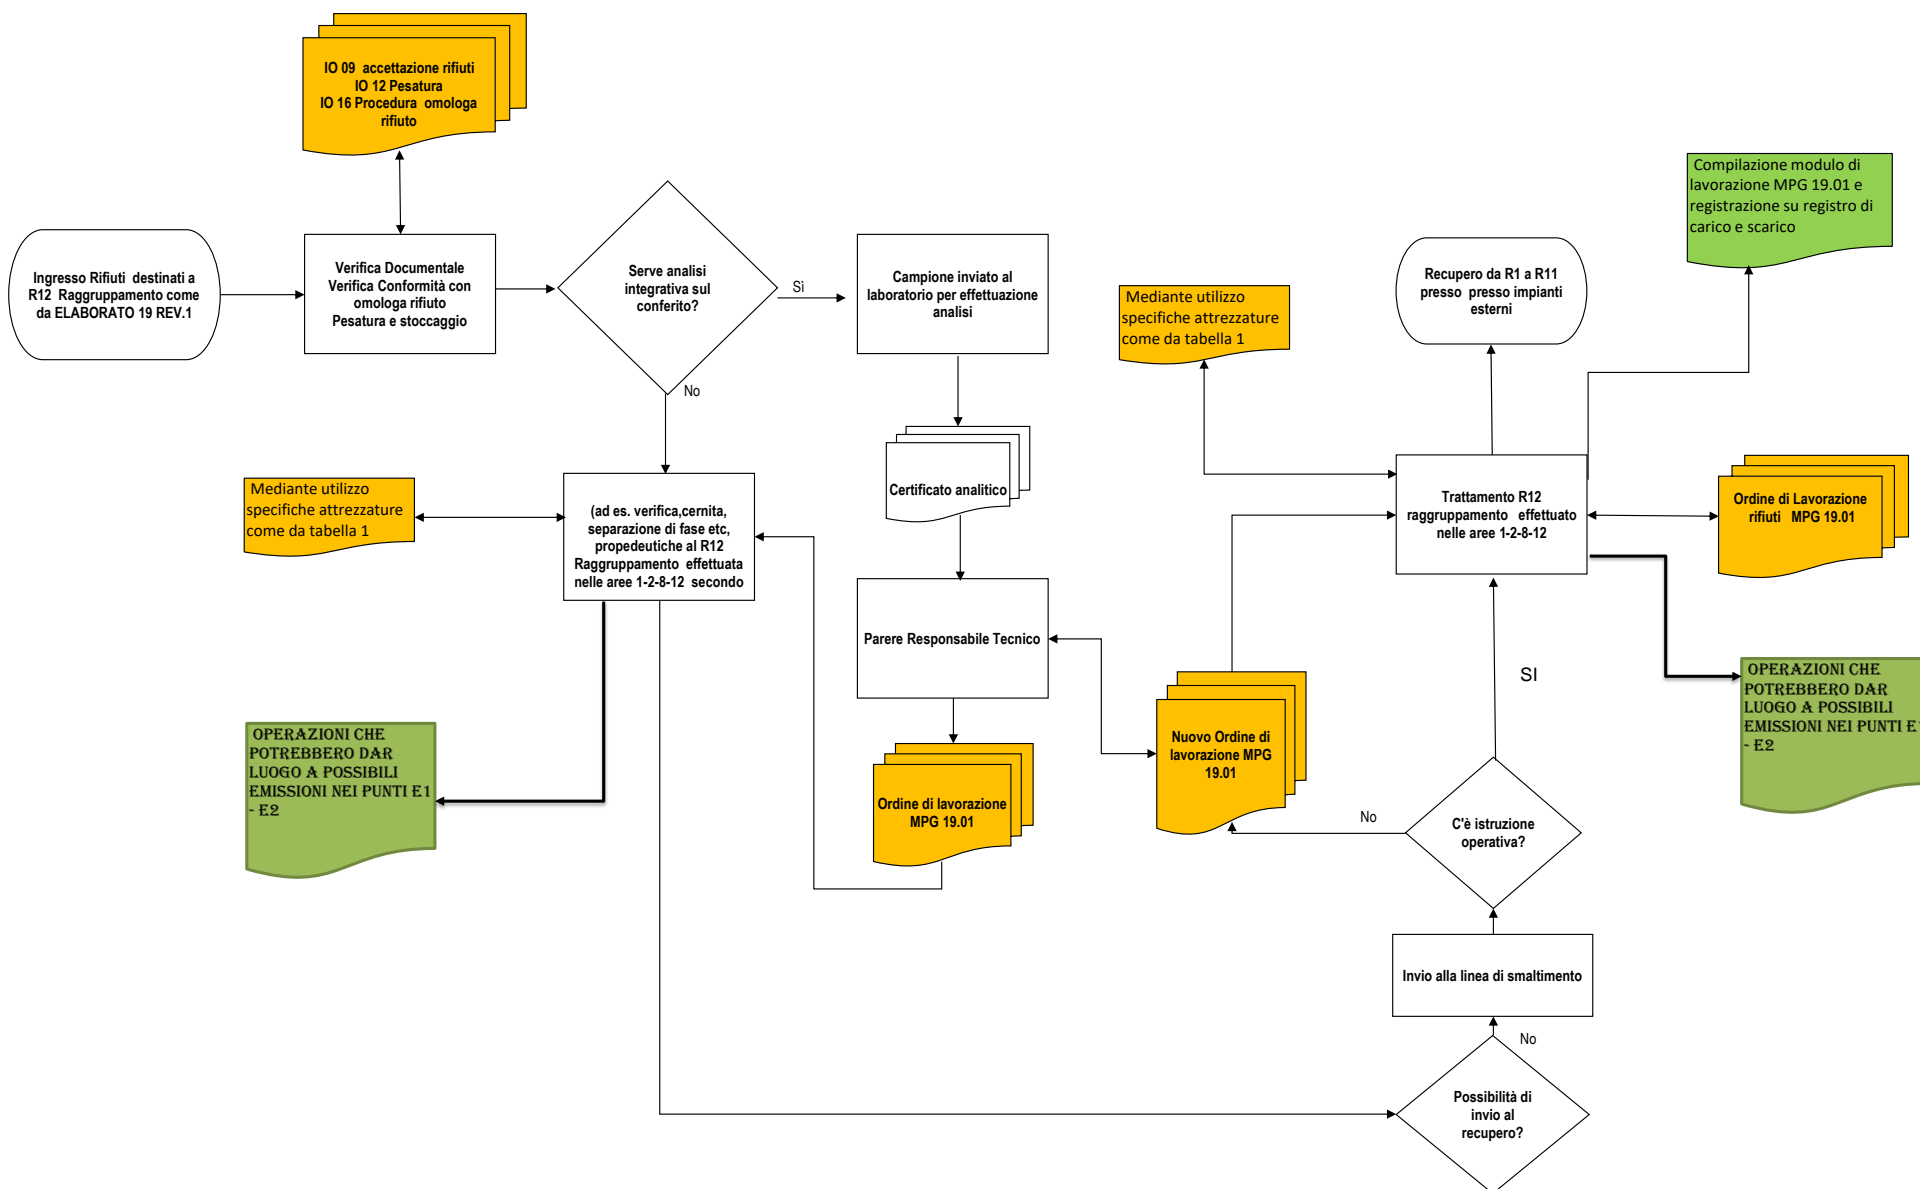 IO 09 accettazione rifiuti
IO 12 Pesatura
IO 16 Procedura omologa
rifiuto
Ingresso Rifiuti destinati a
R12 Raggruppamento come
da ELABORATO 19 REV.1
Verifica Documentale
Verifica Conformità con
omologa rifiuto
Pesatura e stoccaggio
Serve analisi
integrativa sul
conferito?
Sì
No
Campione inviato al
laboratorio per effettuazione
analisi
Certificato analitico
Parere Responsabile Tecnico
Ordine di lavorazione
MPG 19.01
Mediante utilizzo
specifiche attrezzature
come da tabella 1
(ad es. verifica,cernita,
separazione di fase etc,
propedeutiche al R12
Raggruppamento effettuata
nelle aree 1-2-8-12 secondo
OPERAZIONI CHE
POTREBBERO DAR
LUOGO A POSSIBILI
EMISSIONI NEI PUNTI E1
- E2
Mediante utilizzo
specifiche attrezzature
come da tabella 1
Recupero da R1 a R11
presso presso impianti
esterni
Compilazione modulo di
lavorazione MPG 19.01 e
registrazione su registro di
carico e scarico
Trattamento R12
raggruppamento effettuato
nelle aree 1-2-8-12
Ordine di Lavorazione
rifiuti MPG 19.01
SI
OPERAZIONI CHE
POTREBBERO DAR
LUOGO A POSSIBILI
EMISSIONI NEI PUNTI E1
- E2
Nuovo Ordine di
lavorazione MPG
19.01
No
C'è istruzione
operativa?
Invio alla linea di smaltimento
No
Possibilità di
invio al
recupero?